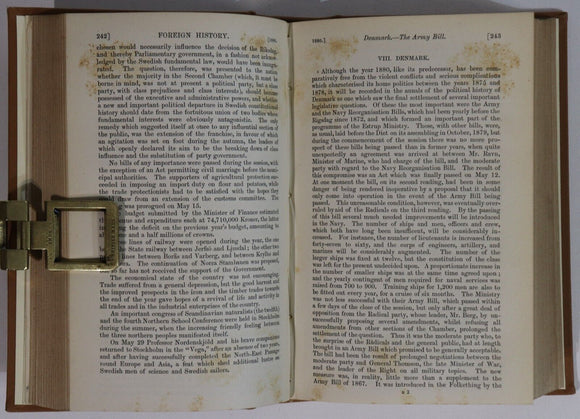 242] FOREIGN HISTORY. [1880.
chosen would necessarily influence the decision of the Riksdag,
and thereby Parliamentary government, in a fashion not acknow-
ledged by the Swedish fundamental law, would have been inaugu-
rated. The question, therefore, was presented to the nation
whether the majority in the Second Chamber (which, it must be
borne in mind, was not at present a political party, but a class
party, with class prejudices and class interests), should become
possessed of the executive and administrative powers, and whether
a new and important political departure in Swedish constitutional
history should date from the fortuitous union of two bodies whose
fundamental interests were obviously antagonistic. The only
remedy which suggested itself at once to any influential section of
the public, was the extension of the franchise, in favour of which
an agitation was set on foot during the autumn, the leaders of
which openly declared its aim to be the breaking down of its
influence and the substitution of party government.
No bills of any importance were passed during the session, with
the exception of an Act permitting civil marriage before the muni-
cipal authorities. The supporters of agricultural protection suc-
ceeded in imposing an import duty on flour and potatoes, while
the trade protectionists had to be satisfied with the hope
could draw from an extension of the customs committee. To
were prorogued on May 15.
budget submitted by the Minister of Finance estimated
venue and expenditure each at 74,710,000 Kronen, the latter
ing the deficit on the previous year's budget, amounting to
one and a half millions of crowns.
lines of railway were opened during the year, the one
State railway between Jerfsö and Ljusdal; the other two
lines between Borås and Varberg, and between Kychul and
rna. The continuation of Norra Stambanan was proposed,
so far has not received the support of the Government.
The economical state of the country was not encouraging.
Trade suffered from a general depression, but the good harvest and
the improved prospects in the iron and the timber trade towards
the end of the year gave hopes of a revival of life and activity in
all trades and in the industrial enterprises of the country.
An important congress of Scandinavian naturalists (the twelfth)
and the fourth Northern School Conference were held in Stockholm
during the summer, when the increasing friendly feeling between
the three northern peoples manifested itself.
On May 29 Professor Nordenskjöld and his brave companions
returned to Stockholm in the "Vega," after an absence of two years,
and after having successfully completed the North-East Passage
round Europe and Asia, a feat which shed additional lustre on
Swedish men of science and Swedish sailors.
1880.] Denmark.—The Army Bill. [243
VIII. DENMARK.
Although the year 1880, like its predecessor, has been com-
paratively free from the violent conflicts and serious complications
which characterised its home politics between the years 1875 and
1878, it will be recorded in the annals of the political history of
Denmark as one which saw the final settlement of several important
legislative questions. Of these the most important were the Army
and the Navy Reorganisation Bills, which had been yearly before the
Rigsdag since 1872, and which formed an important part of the
programme of the Estrup Ministry. These, with other bills, were,
as usual, laid before the Diet on its assembling in October, 1879, but
during the commencement of the session there was no more pro-
spect of these bills being passed than in former years, when quite
unexpectedly an agreement was arrived at between Mr. Ravn,
Minister of Marine, who had charge of the bill, and the moderate
party with regard to the Navy Reorganisation Bill. The result of
this compromise was an Act which was finally passed on May 12.
At one moment the bill, on its second reading, had been in some
danger of being rendered inoperative by a proposal that it should
only come into operation in the event of the Army Bill being
passed. This unreasonable condition, however, was eventually over-
ruled by aid of the Radicals on the third reading. By the passing
of this bill several much needed improvements will be introduced
in the Navy. The number of ships and men, officers and crew,
which both have long been insufficient, will be considerably in-
creased. For instance, the number of lieutenants is increased from
forty-seven to sixty, and the corps of engineers, artillery, and
marines will be considerably augmented. The number of the
larger ships was fixed at twelve, but the constitution of the class
was left for the present undecided upon. A proportionate increase in
the number of smaller ships was at the same time agreed upon;
and the yearly contingent of men required for naval services was
raised from 700 to 900. Training ships for 1,200 men are also to
be fitted out every year, for a cruise of six months. The Ministry
was not less successful with their Army Bill, which passed within
a few days of the close of the session, but only after a great deal of
opposition from the Radical party, whose leader, Mr. Berg, by un-
successfully proposing several amendments, whilst refusing all
amendments from other sections of the Chamber, prolonged the
settlement of the question. Thus it was the moderate party who, to
the surprise of the Radicals and the general public, had at length
brought in an Army Bill which promised to be generally acceptable.
The bill had been the result of prolonged negotiations between the
moderate party and General Thomsen, the late Minister of War,
and the leader of the Right on all military topics. The new
measure was, in reality, little more than a supplement to the
Army Bill of 1867. It was introduced in the Folkething by the
R 2